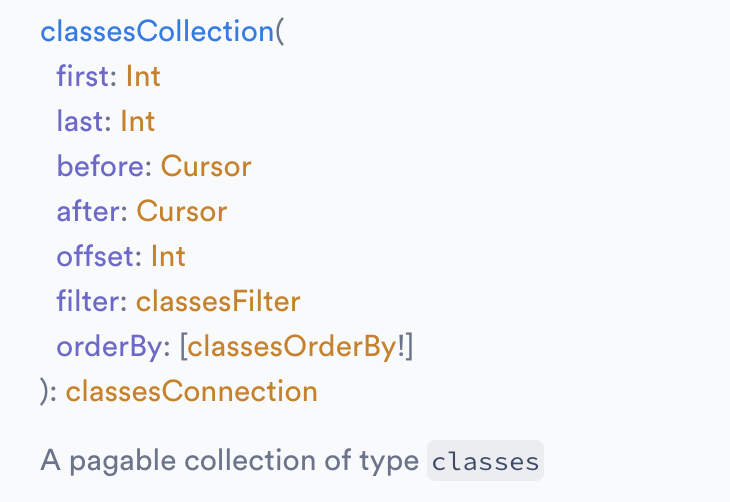 classesCollection(
first: Int
last: Int
before: Cursor
after: Cursor
offset: Int
filter: classesFilter
orderBy: [classesOrderBy!]
): classesConnection
A pagable collection of type classes